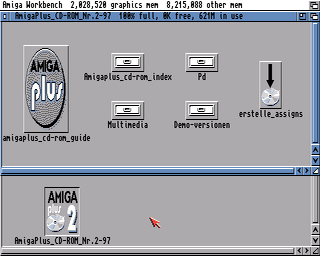 Amiga Workbench 2,028,520 graphics mem 8,215,088 other mem
AmigaPlus_CD-ROM_Nr.2-97 100% full, 0K free, 621M in use
AMIGA
plus
Amigaplus_cd-rom_index
Pd
Multimedia
Demo-versionen
amigaplus_cd-rom_guide
erstelle_assigns
AMIGA
plus
2
AmigaPlus_CD-ROM_Nr.2-97